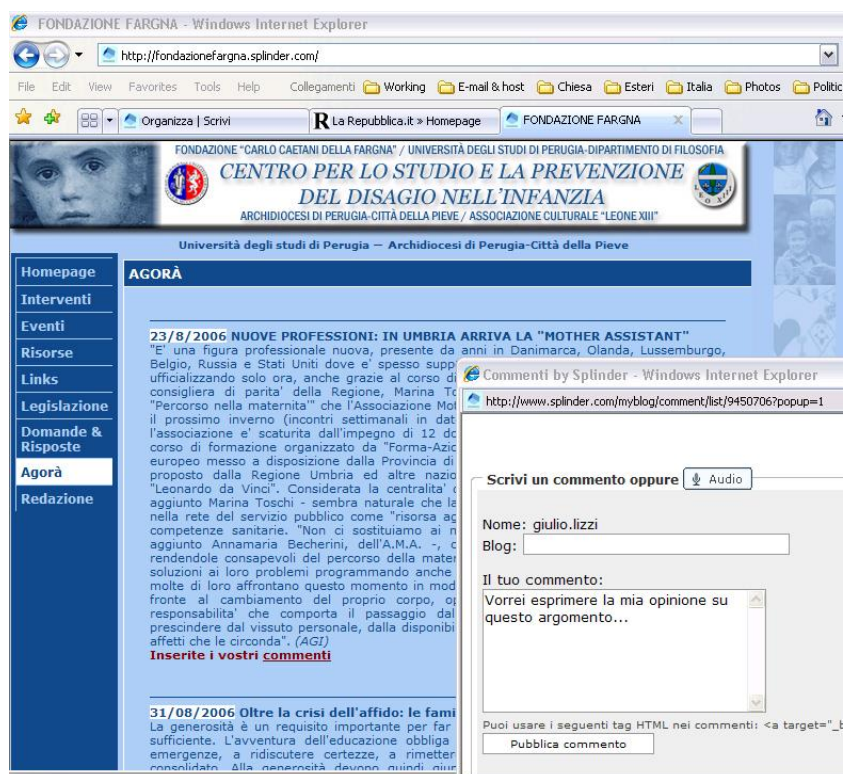 FONDAZIONE FARGNA - Windows Internet Explorer
http://fondazionefargna.splinder.com/
File Edit View Favorites Tools Help Collegamenti Working E-mail & host Chiesa Esteri Italia Photos Politic
Organizza | Scrivi La Repubblica.it » Homepage FONDAZIONE FARGNA
FONDAZIONE "CARLO CAETANI DELLA FARGNA" / UNIVERSITÀ DEGLI STUDI DI PERUGIA-DIPARTIMENTO DI FILOSOFIA
CENTRO PER LO STUDIO E LA PREVENZIONE
DEL DISAGIO NELL'INFANZIA
ARCHIDIOCESI DI PERUGIA-CITTÀ DELLA PIEVE / ASSOCIAZIONE CULTURALE "LEONE XIII"
Università degli studi di Perugia — Archidiocesi di Perugia-Città della Pieve
Homepage
Interventi
Eventi
Risorse
Links
Legislazione
Domande &
Risposte
Agorà
Redazione
AGORÀ
23/8/2006 NUOVE PROFESSIONI: IN UMBRIA ARRIVA LA "MOTHER ASSISTANT"
"E' una figura professionale nuova, presente da anni in Danimarca, Olanda, Lussemburgo,
Belgio, Russia e Stati Uniti dove e' spesso supp
ufficializzando solo ora, anche grazie al corso di
consigliera di parita' della Regione, Marina To
"Percorso nella maternita'" che l'Associazione Mot
il prossimo inverno (incontri settimanali in dat
l'associazione e' scaturita dall'impegno di 12 do
corso di formazione organizzato da "Forma-Azio
europeo messo a disposizione dalla Provincia di
proposto dalla Regione Umbria ed altre nazio
"Leonardo da Vinci". Considerata la centralita'
aggiunto Marina Toschi - sembra naturale che la
nella rete del servizio pubblico come "risorsa ag
competenze sanitarie. "Non ci sostituiamo ai n
aggiunto Annamaria Becherini, dell'A.M.A. -, c
rendendole consapevoli del percorso della mater
soluzioni ai loro problemi programmando anche
molte di loro affrontano questo momento in mod
fronte al cambiamento del proprio corpo, op
responsabilita' che comporta il passaggio dal
prescindere dal vissuto personale, dalla disponibi
affetti che le circonda". (AGI)
Inserite i vostri commenti
31/08/2006 Oltre la crisi dell'affido: le fami
La generosità è un requisito importante per far
sufficiente. L'avventura dell'educazione obbliga
emergenze, a ridiscutere certezze, a rimetter
consolidato. Alla generosità devono quindi giun
Commenti by Splinder - Windows Internet Explorer
http://www.splinder.com/myblog/comment/list/9450706?popup=1
Scrivi un commento oppure Audio
Nome: giulio.lizzi
Blog:
Il tuo commento:
Vorrei esprimere la mia opinione su
questo argomento...
Puoi usare i seguenti tag HTML nei commenti: <a target="_b
Pubblica commento